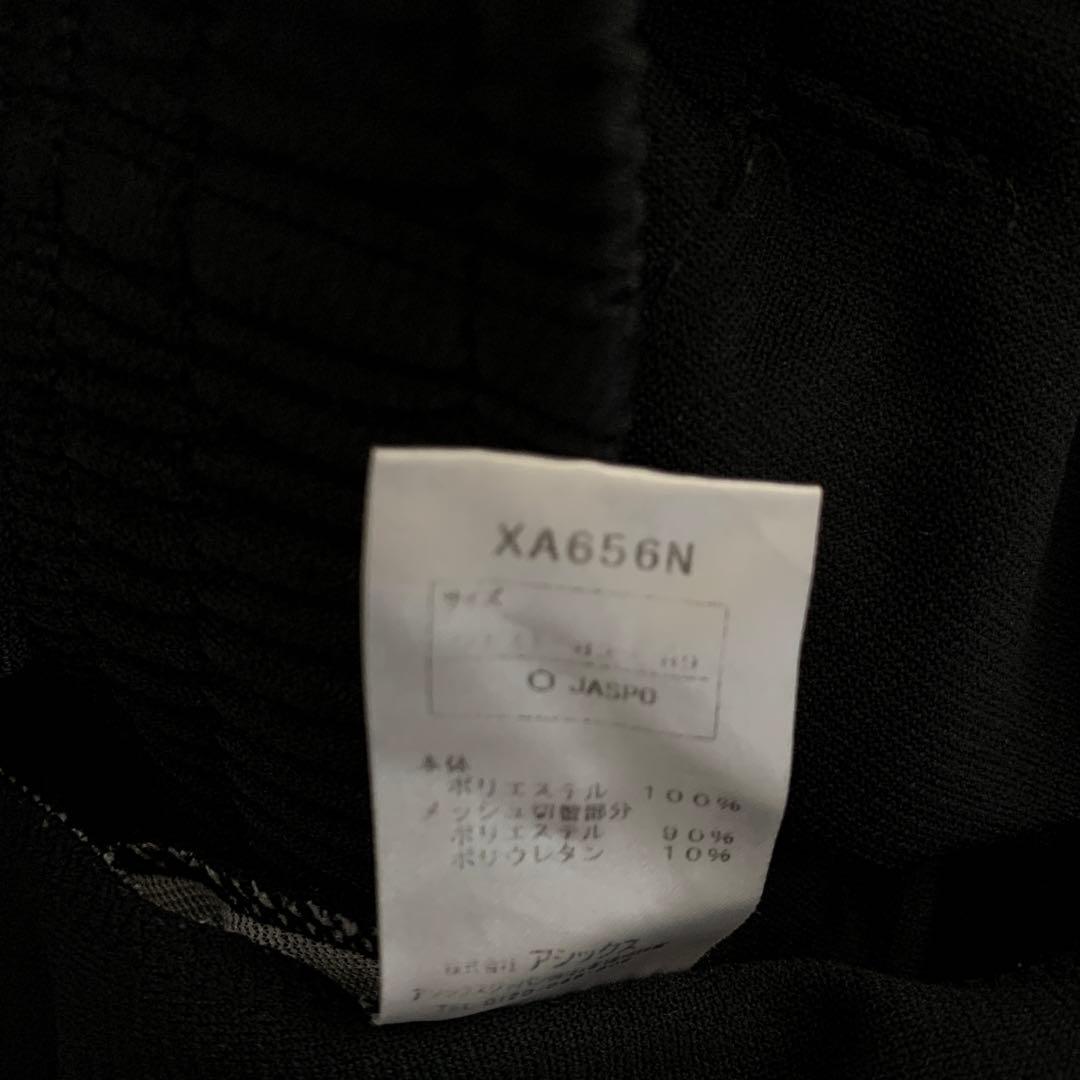 XA656N
サイズ
O JASPO
本体
ポリエステル 100%
メッシュ切替部分
ポリエステル 90%
ポリウレタン 10%
株式会社 アシックス